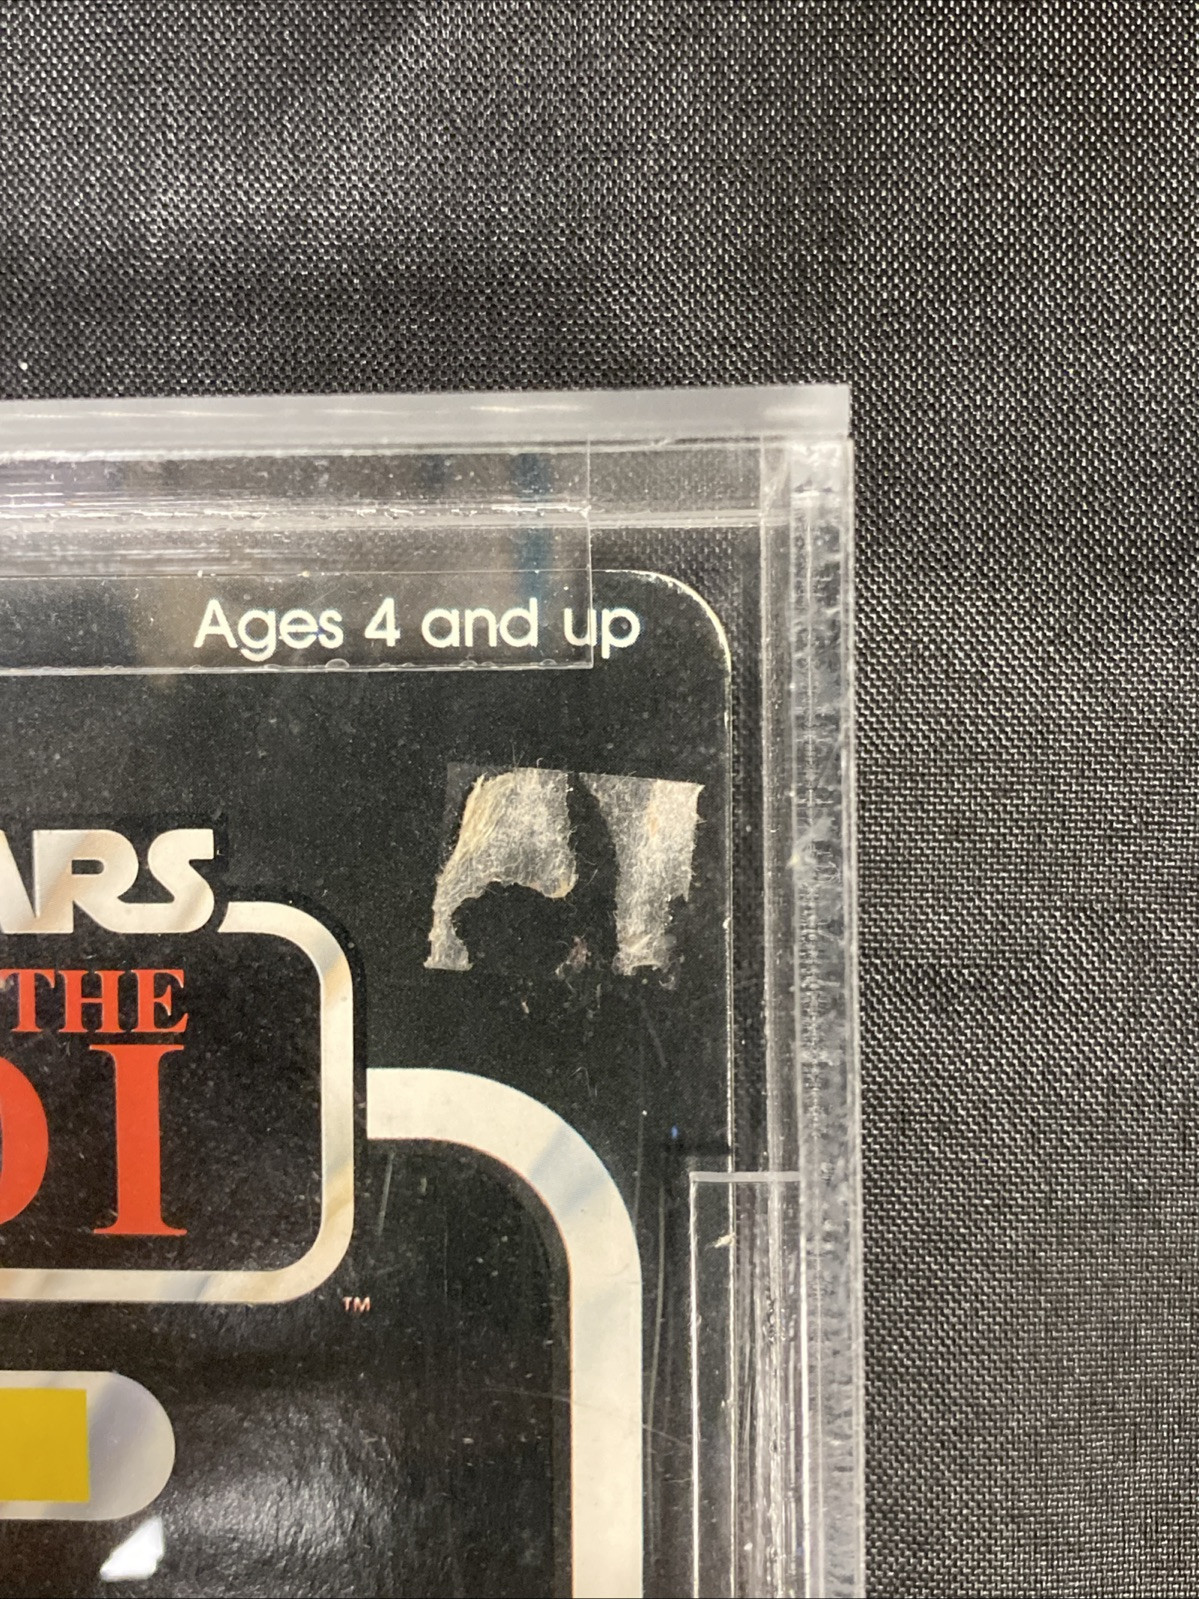 Ages 4 and up
ARS
THE
DI
TM